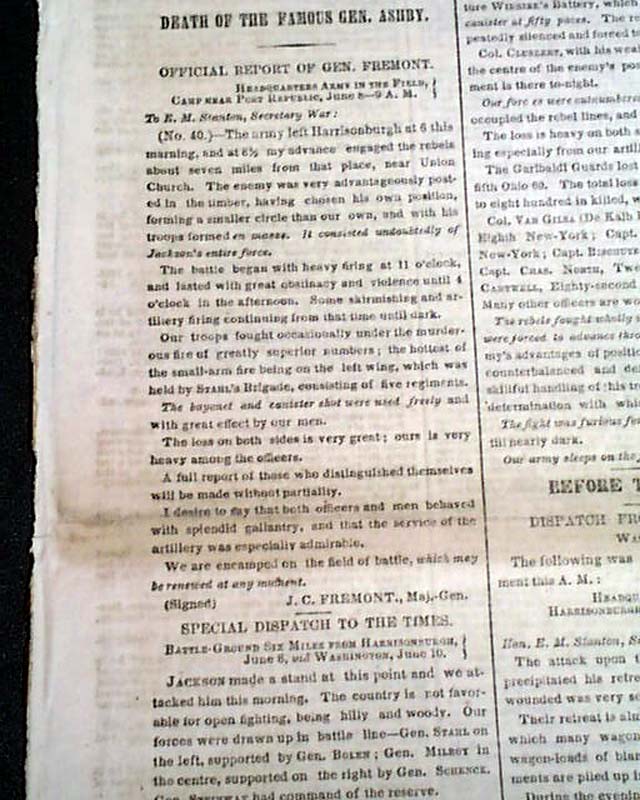 DEATH OF THE FAMOUS GEN. ASHBY.
OFFICIAL REPORT OF GEN. FREMONT.
HEADQUARTERS ARMY IN THE FIELD,
CAMP NEAR PORT REPUBLIC, June 8—9 A. M.
To E. M. Stanton, Secretary War:
(No. 40.)—The army left Harrisonburgh at 6 this
morning, and at 8½ my advance engaged the rebels
about seven miles from that place, near Union
Church. The enemy was very advantageously post-
ed in the timber, having chosen his own position,
forming a smaller circle than our own, and with his
troops formed en masse. It consisted undoubtedly of
Jackson's entire force.
The battle began with heavy firing at 11 o'clock,
and lasted with great obstinacy and violence until 4
o'clock in the afternoon. Some skirmishing and ar-
tillery firing continuing from that time until dark.
Our troops fought occasionally under the murder-
ous fire of greatly superior numbers; the hottest of
the small-arm fire being on the left wing, which was
held by STAHL's Brigade, consisting of five regiments.
The bayonet and canister shot were used freely and
with great effect by our men.
The loss on both sides is very great; ours is very
heavy among the officers.
A full report of those who distinguished themselves
will be made without partiality.
I desire to say that both officers and men behaved
with splendid gallantry, and that the service of the
artillery was especially admirable.
We are encamped on the field of battle, which may
be renewed at any moment.
(Signed) J. C. FREMONT, Maj.-Gen.
SPECIAL DISPATCH TO THE TIMES.
BATTLE-GROUND SIX MILES FROM HARRISONBURGH,
June 8, via WASHINGTON, June 10.
JACKSON made a stand at this point and we at-
tacked him this morning. The country is not favor-
able for open fighting, being hilly and woody. Our
forces were drawn up in battle line—Gen. STAHL on
the left, supported by Gen. BOLEN; Gen. MILROY in
the centre, supported on the right by Gen. SCHENCK.
Gen. STEINWAY had command of the reserve.
ture Battery, which
canister at fifty paces. The
peatedly silenced and forced
Col. CLUSERET, with his
the centre of the enemy's
ment is there to-night.
Our forces were outnumbered
occupied the rebel lines, and
The loss is heavy on both
ing especially from our
The Garibaldi Guards lost
fifth Ohio 60. The total loss
to eight hundred in killed,
Col. VAN GILSA (De Kalb
Eighth New-York; Capt.
New-York; Capt.
Capt. CHAS. NORTH,
Eighty-second
Many other officers are
The rebels fought wholly
were forced to advance
my's advantages of
counterbalanced and
skillful handling of
determination with
The fight was furious for
till nearly dark.
Our army sleeps on the
BEFORE
DISPATCH
The following was
ment this A. M.:
Hon. E. M. Stanton,
The attack upon
precipitated his
wounded was very
Their retreat is
which many
wagon-loads of
ments are piled up
During the evening